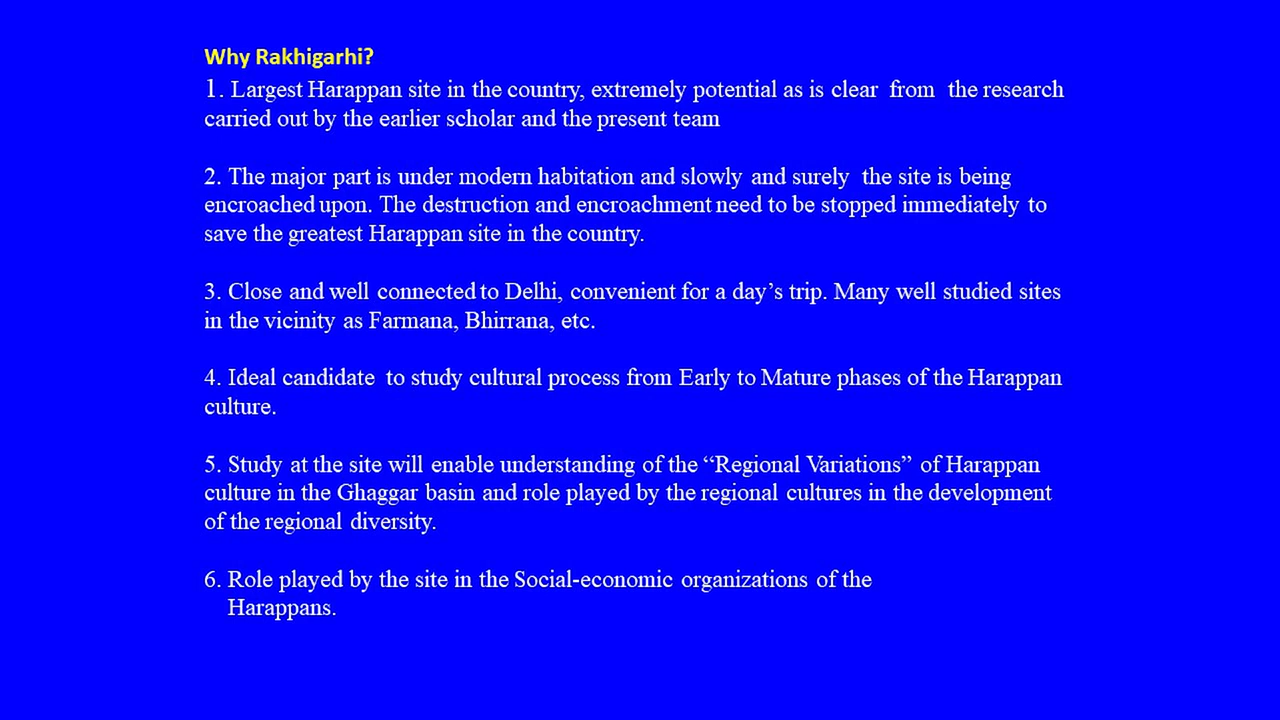 Why Rakhigarhi?
1. Largest Harappan site in the country, extremely potential as is clear from the research
carried out by the earlier scholar and the present team
2. The major part is under modern habitation and slowly and surely the site is being
encroached upon. The destruction and encroachment need to be stopped immediately to
save the greatest Harappan site in the country.
3. Close and well connected to Delhi, convenient for a day’s trip. Many well studied sites
in the vicinity as Farmana, Bhirrana, etc.
4. Ideal candidate to study cultural process from Early to Mature phases of the Harappan
culture.
5. Study at the site will enable understanding of the “Regional Variations” of Harappan
culture in the Ghaggar basin and role played by the regional cultures in the development
of the regional diversity.
6. Role played by the site in the Social-economic organizations of the
Harappans.